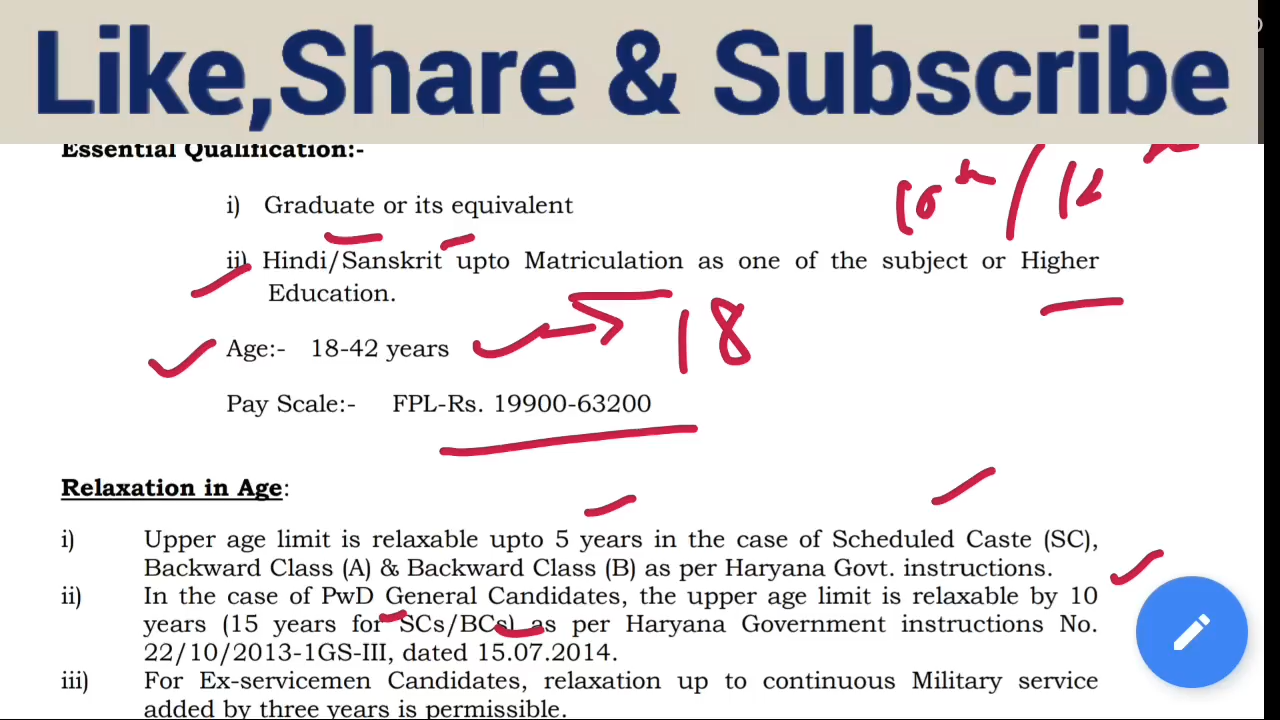 Like,Share & Subscribe
Essential Qualification:-
10th/12
i) Graduate or its equivalent
ii) Hindi/Sanskrit upto Matriculation as one of the subject or Higher
Education.
18
Age:- 18-42 years
Pay Scale:- FPL-Rs. 19900-63200
Relaxation in Age:
i) Upper age limit is relaxable upto 5 years in the case of Scheduled Caste (SC),
Backward Class (A) & Backward Class (B) as per Haryana Govt. instructions.
ii) In the case of PwD General Candidates, the upper age limit is relaxable by 10
years (15 years for SCs/BCs) as per Haryana Government instructions No.
22/10/2013-1GS-III, dated 15.07.2014.
iii) For Ex-servicemen Candidates, relaxation up to continuous Military service
added by three years is permissible.